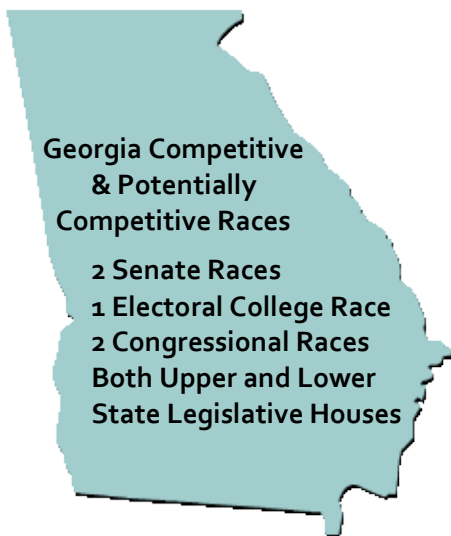 Georgia Competitive
& Potentially
Competitive Races
2 Senate Races
1 Electoral College Race
2 Congressional Races
Both Upper and Lower
State Legislative Houses